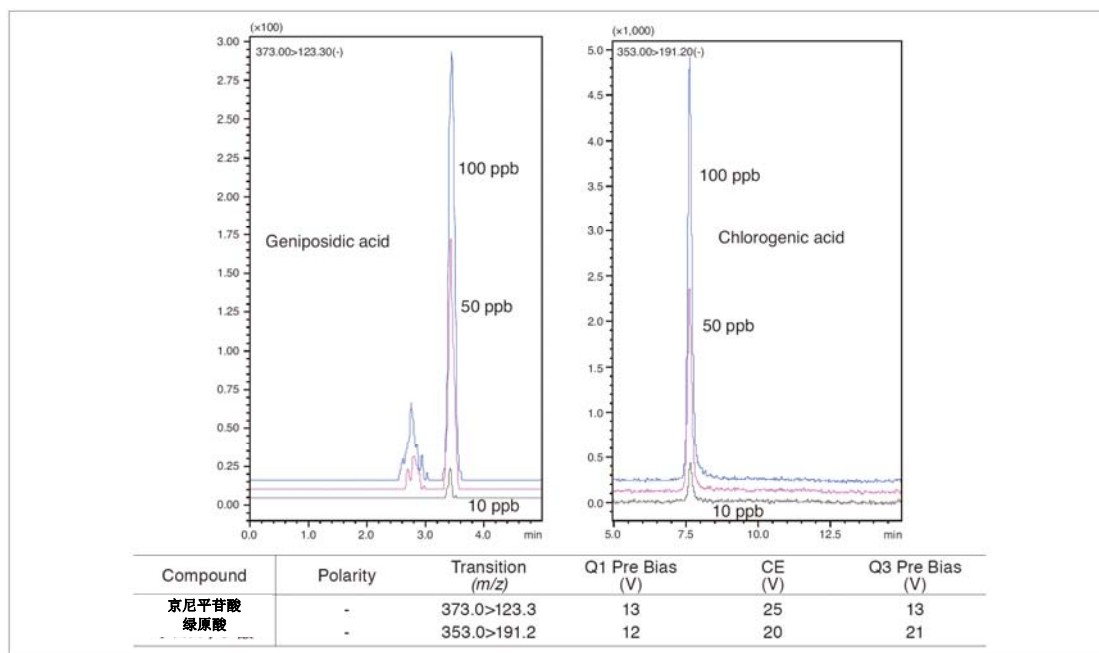 (×100)
3.00
373.00>123.30(-)
2.75
2.50
2.25
2.00
1.75
1.50
1.25
1.00
0.75
0.50
0.25
0.00
0.0 1.0 2.0 3.0 4.0 min
Geniposidic acid
100 ppb
50 ppb
10 ppb
(×1,000)
5.0
353.00>191.20(-)
4.5
4.0
3.5
3.0
2.5
2.0
1.5
1.0
0.5
0.0
5.0 7.5 10.0 12.5 min
100 ppb
Chlorogenic acid
50 ppb
10 ppb
Compound Polarity Transition (m/z) Q1 Pre Bias (V) CE (V) Q3 Pre Bias (V)
京尼平苷酸 - 373.0>123.3 13 25 13
绿原酸 - 353.0>191.2 12 20 21